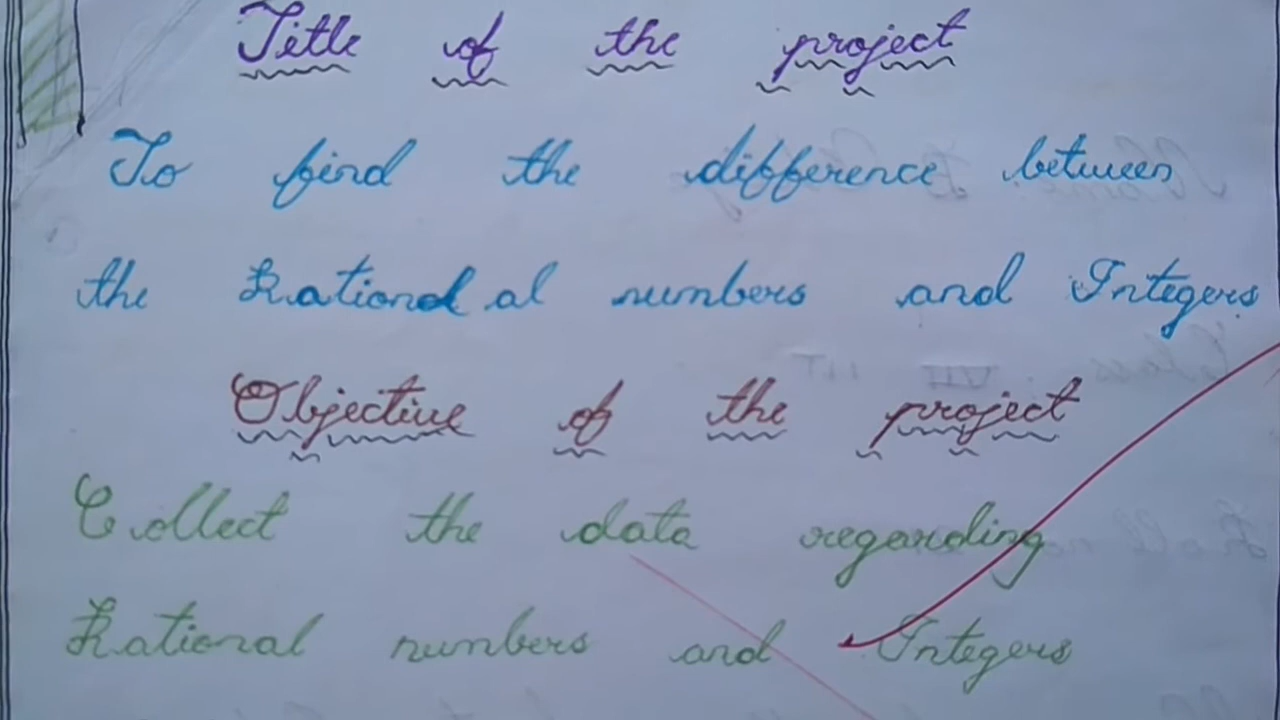 Title of the project
To find the difference between
the Rational numbers and Integers
Objective of the project
Collect the data regarding
Rational numbers and Integers